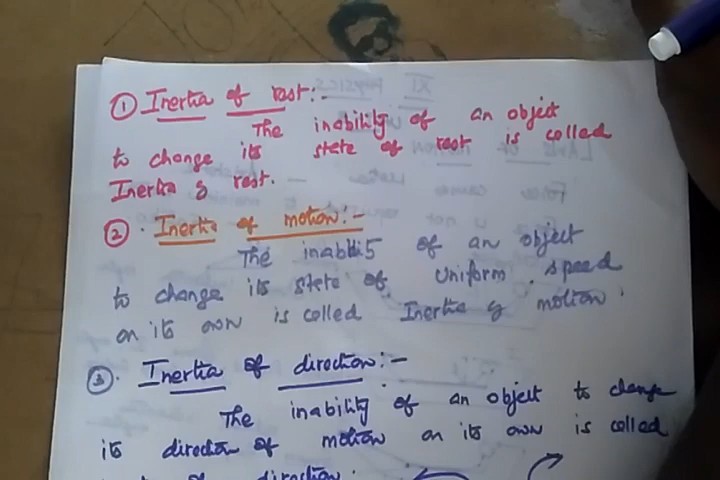 ① Inertia of rest:-
The inability of an object
to change its state of rest is called
Inertia of rest.
② Inertia of motion:-
The inability of an object
to change its state of uniform speed
on its own is called Inertia of motion.
③ Inertia of direction:-
The inability of an object to change
its direction of motion on its own is called
direction.